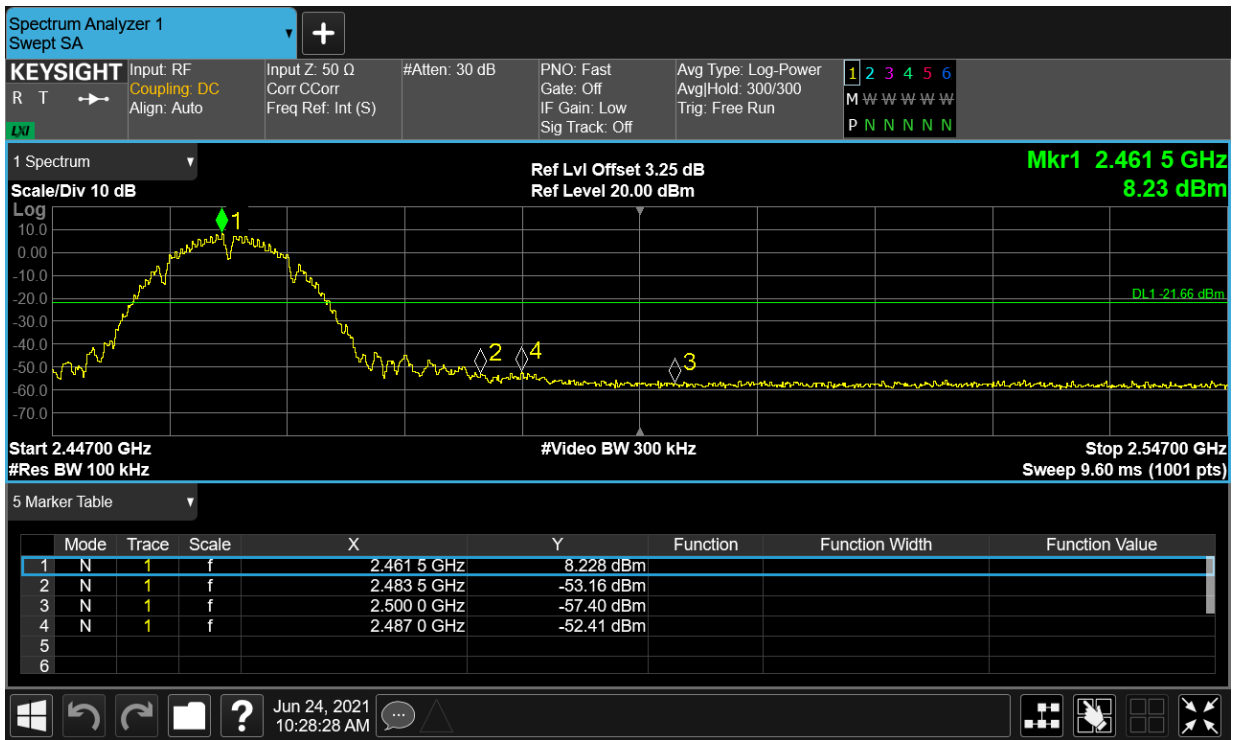 Spectrum Analyzer 1
Swept SA
+
KEYSIGHT Input: RF Input Z: 50 Ω #Atten: 30 dB PNO: Fast Avg Type: Log-Power 1 2 3 4 5 6
R T Coupling: DC Corr CCorr Gate: Off Avg|Hold: 300/300 M W W W W W
Align: Auto Freq Ref: Int (S) IF Gain: Low Trig: Free Run
LXI Sig Track: Off P N N N N N N
1 Spectrum Ref Lvl Offset 3.25 dB Mkr1 2.461 5 GHz
Scale/Div 10 dB Ref Level 20.00 dBm 8.23 dBm
Log
1
10.0
0.00
-10.0
-20.0 DL1 -21.66 dBm
-30.0
-40.0
2 4 3
-50.0
-60.0
-70.0
Start 2.44700 GHz #Video BW 300 kHz Stop 2.54700 GHz
#Res BW 100 kHz Sweep 9.60 ms (1001 pts)
5 Marker Table
Mode Trace Scale X Y Function Function Width Function Value
1 N 1 f 2.461 5 GHz 8.228 dBm
2 N 1 f 2.483 5 GHz -53.16 dBm
3 N 1 f 2.500 0 GHz -57.40 dBm
4 N 1 f 2.487 0 GHz -52.41 dBm
5
6
? Jun 24, 2021
10:28:28 AM